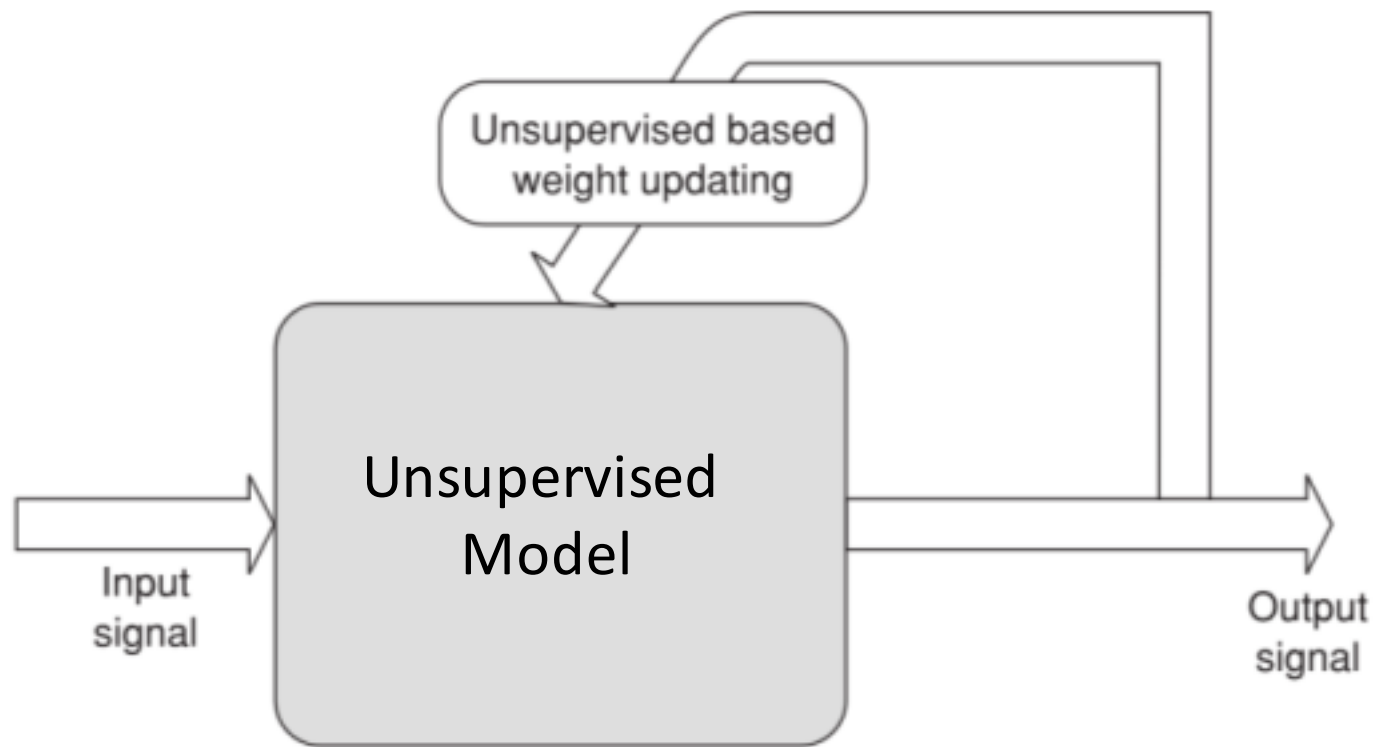 Unsupervised based
weight updating
Unsupervised
Model
Input
signal
Output
signal